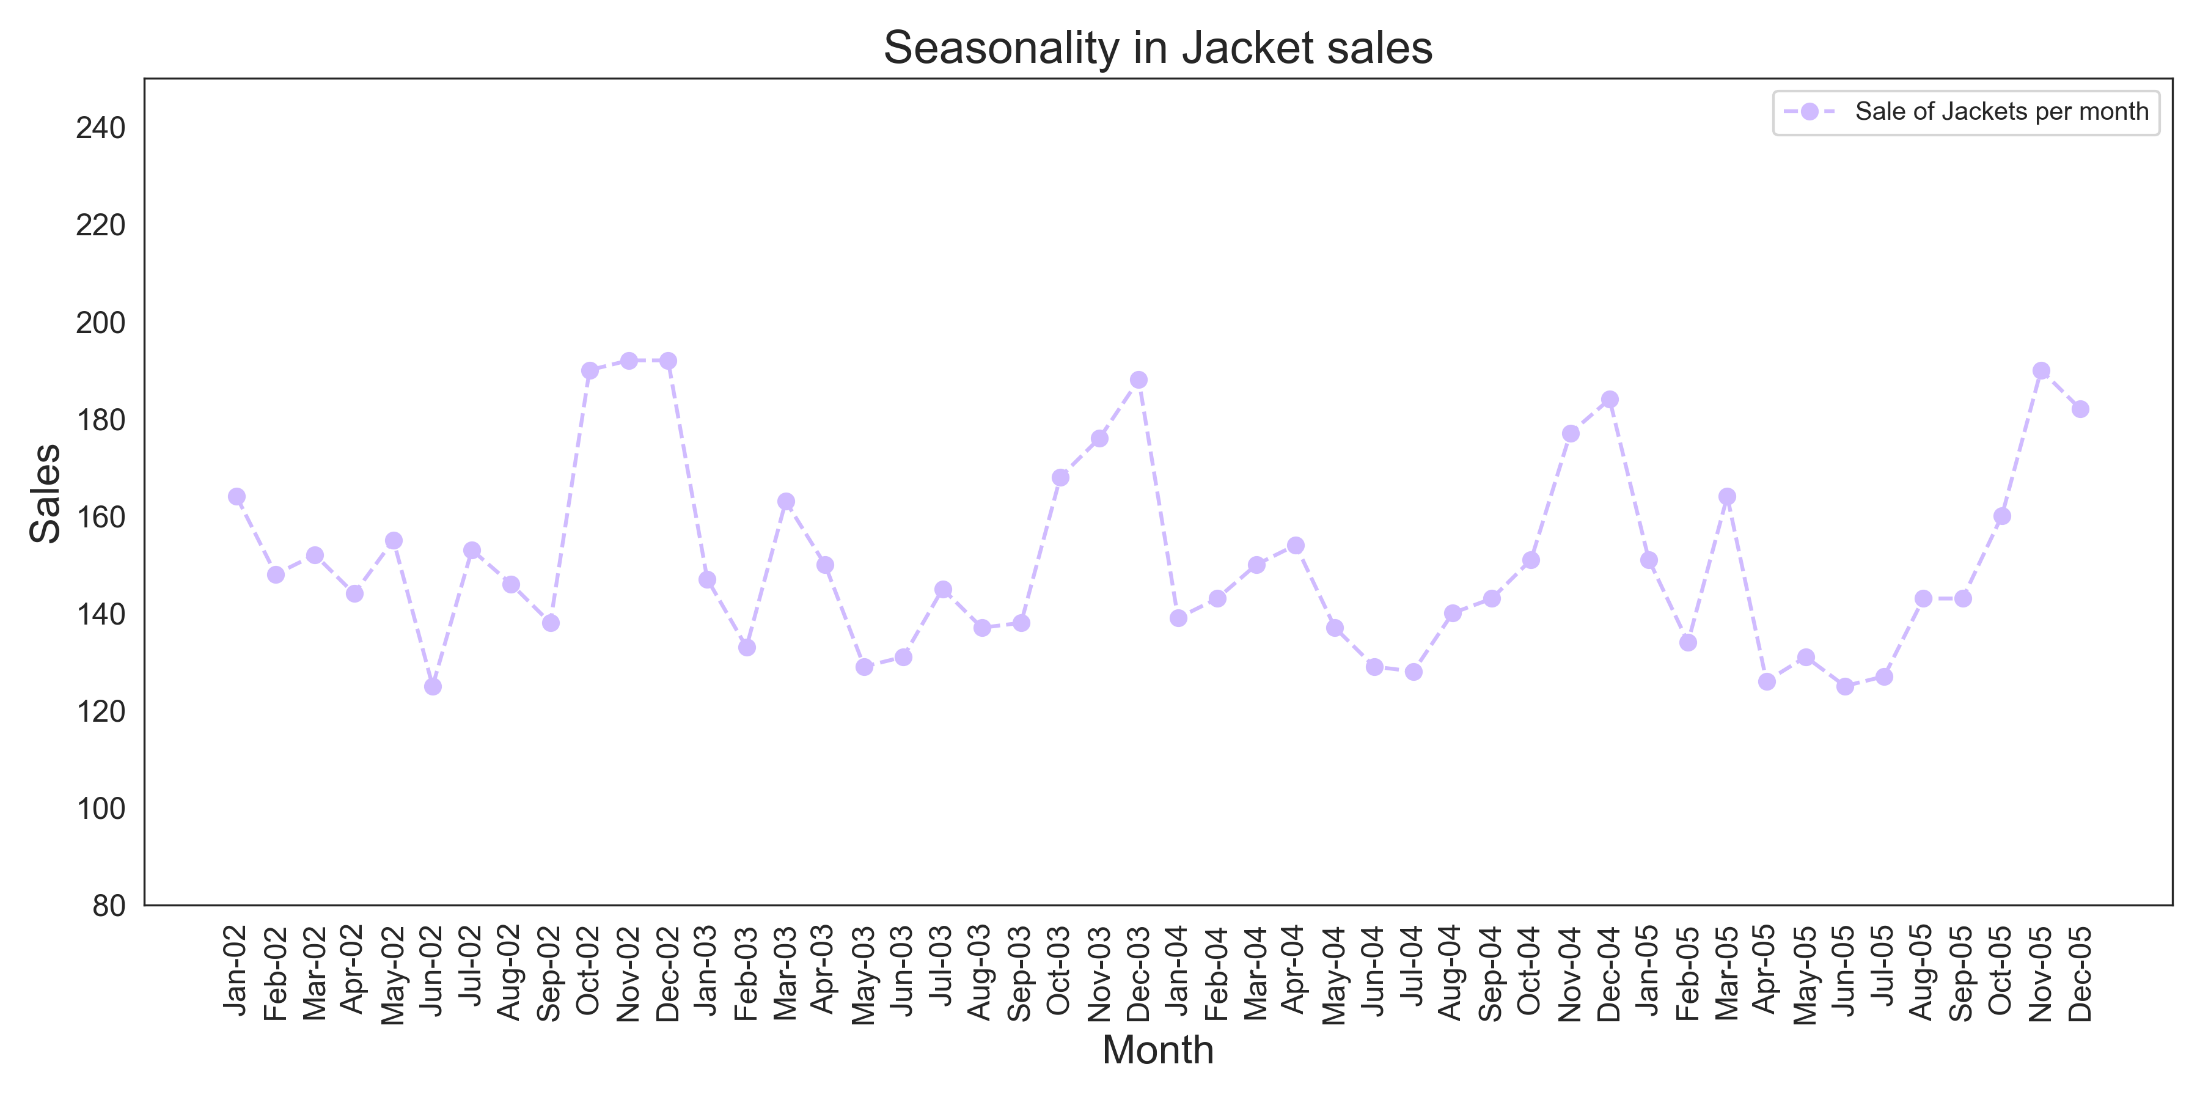 Seasonality in Jacket sales
Sale of Jackets per month
240
220
200
180
160
140
120
100
80
Sales
Jan-02
Feb-02
Mar-02
Apr-02
May-02
Jun-02
Jul-02
Aug-02
Sep-02
Oct-02
Nov-02
Dec-02
Jan-03
Feb-03
Mar-03
Apr-03
May-03
Jun-03
Jul-03
Aug-03
Sep-03
Oct-03
Nov-03
Dec-03
Jan-04
Feb-04
Mar-04
Apr-04
May-04
Jun-04
Jul-04
Aug-04
Sep-04
Oct-04
Nov-04
Dec-04
Jan-05
Feb-05
Mar-05
Apr-05
May-05
Jun-05
Jul-05
Aug-05
Sep-05
Oct-05
Nov-05
Dec-05
Month